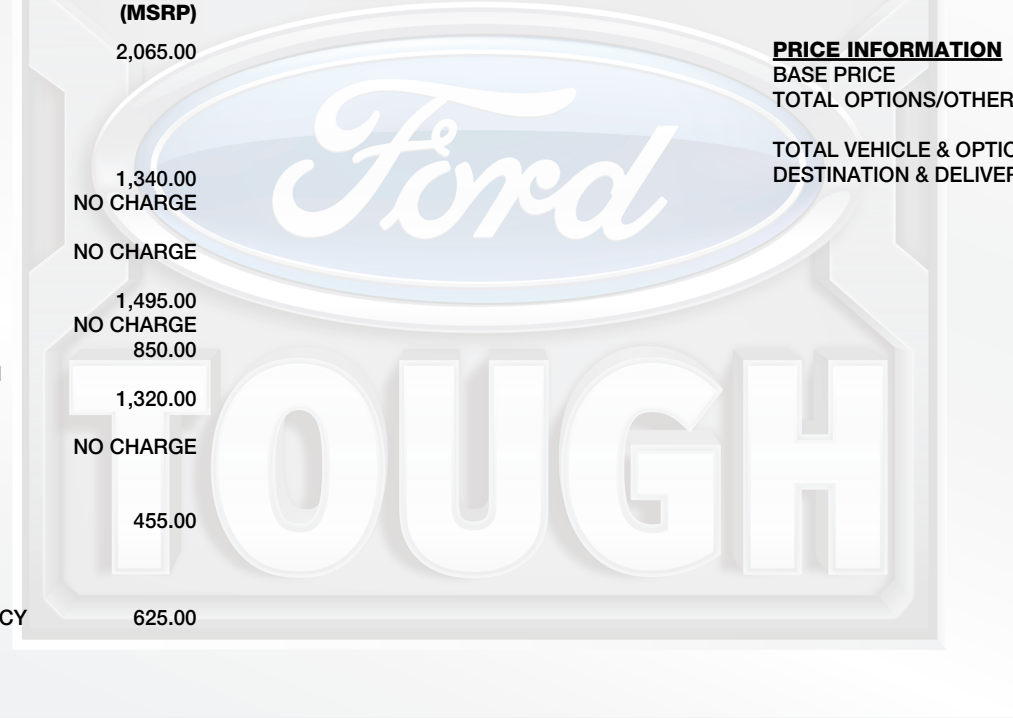 (MSRP)
2,065.00
1,340.00
NO CHARGE
NO CHARGE
1,495.00
NO CHARGE
850.00
1,320.00
NO CHARGE
455.00
CY 625.00
PRICE INFORMATION
BASE PRICE
TOTAL OPTIONS/OTHER
TOTAL VEHICLE & OPTIO
DESTINATION & DELIVER
Ford
TOUGH